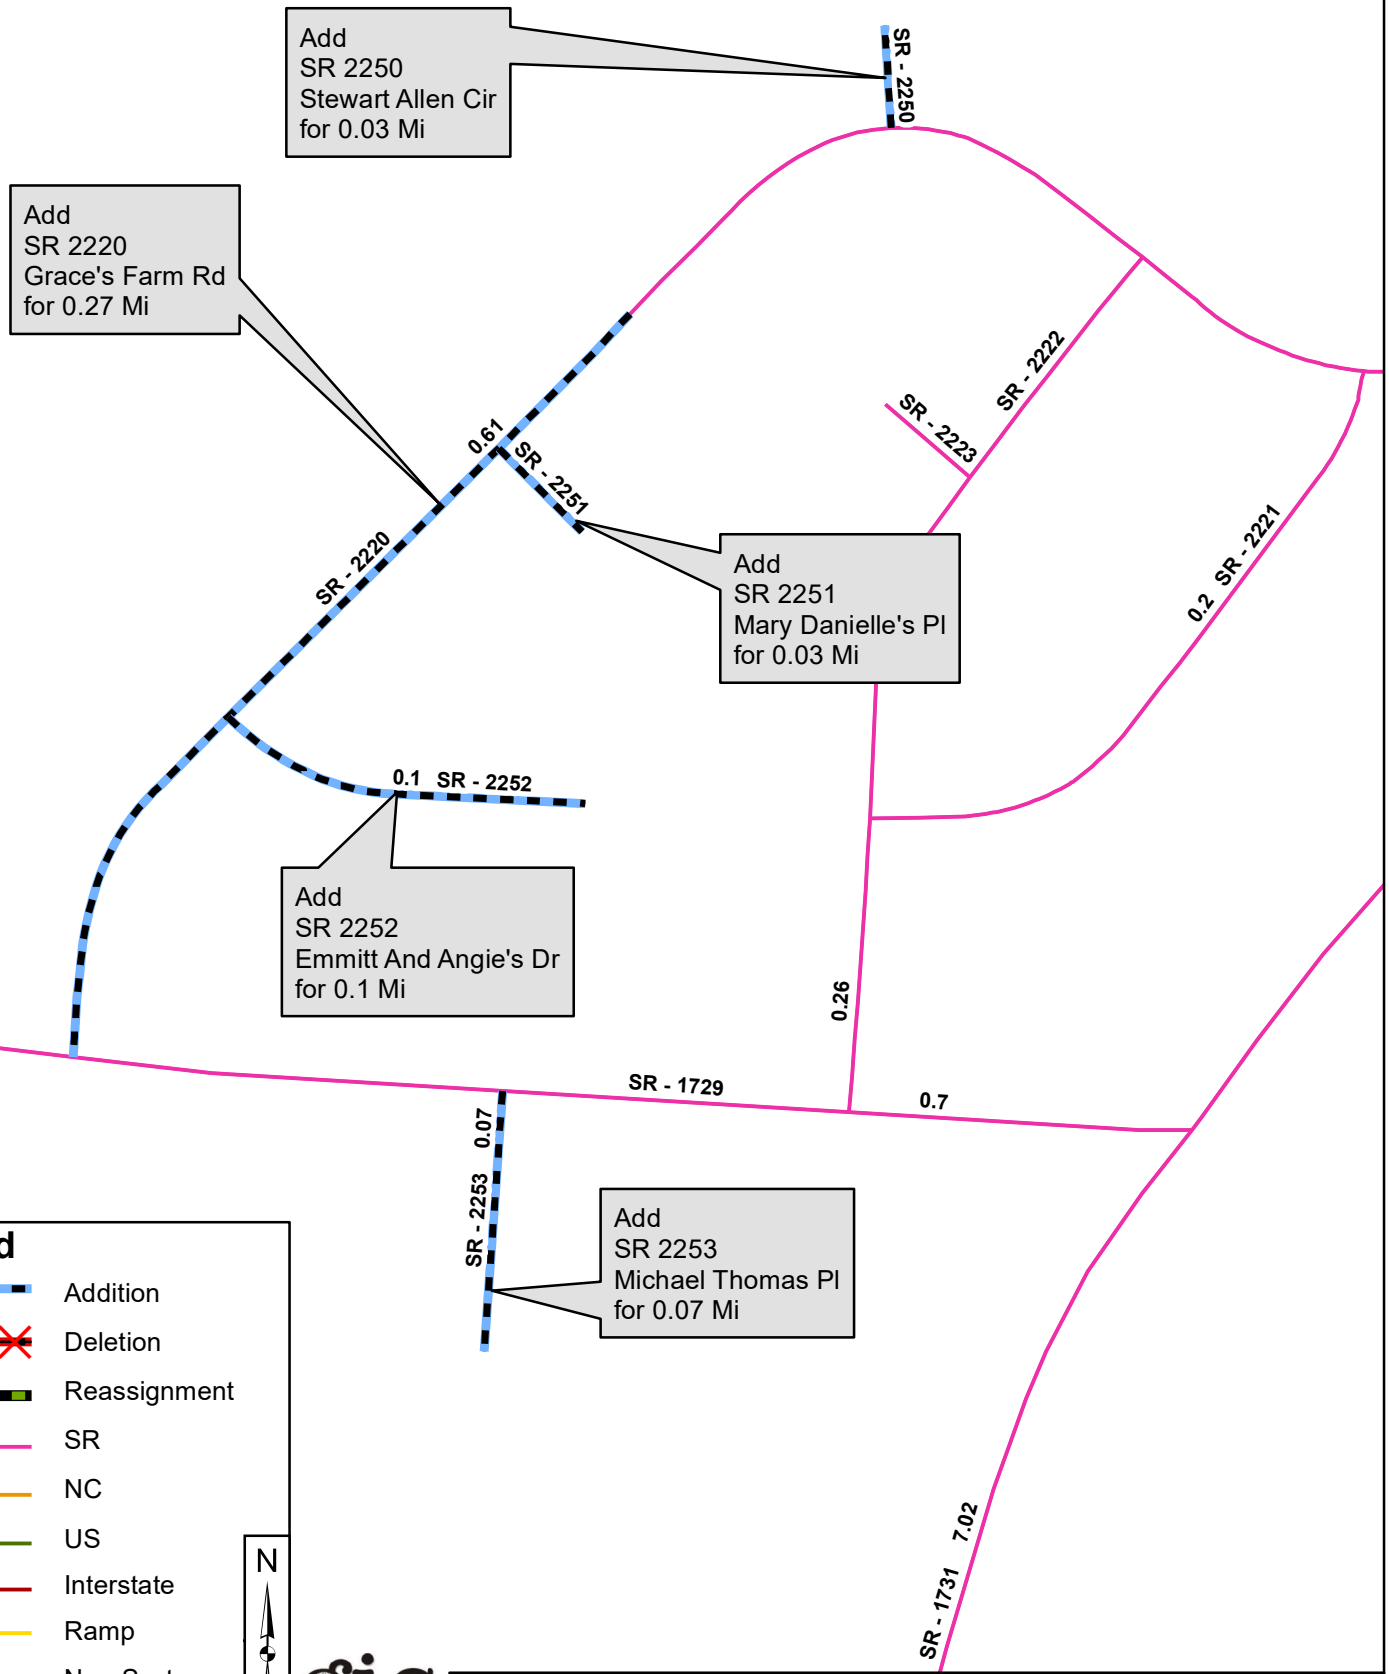 Add
SR 2250
Stewart Allen Cir
for 0.03 Mi
SR - 2250
Add
SR 2220
Grace's Farm Rd
for 0.27 Mi
SR - 2222
SR - 2223
0.61
SR - 2251
SR - 2220
0.2 SR - 2221
Add
SR 2251
Mary Danielle's Pl
for 0.03 Mi
0.1 SR - 2252
Add
SR 2252
Emmitt And Angie's Dr
for 0.1 Mi
0.26
SR - 1729
0.7
SR - 2253 0.07
Add
SR 2253
Michael Thomas Pl
for 0.07 Mi
SR - 1731 7.02
Addition
Deletion
Reassignment
SR
NC
US
Interstate
Ramp
N